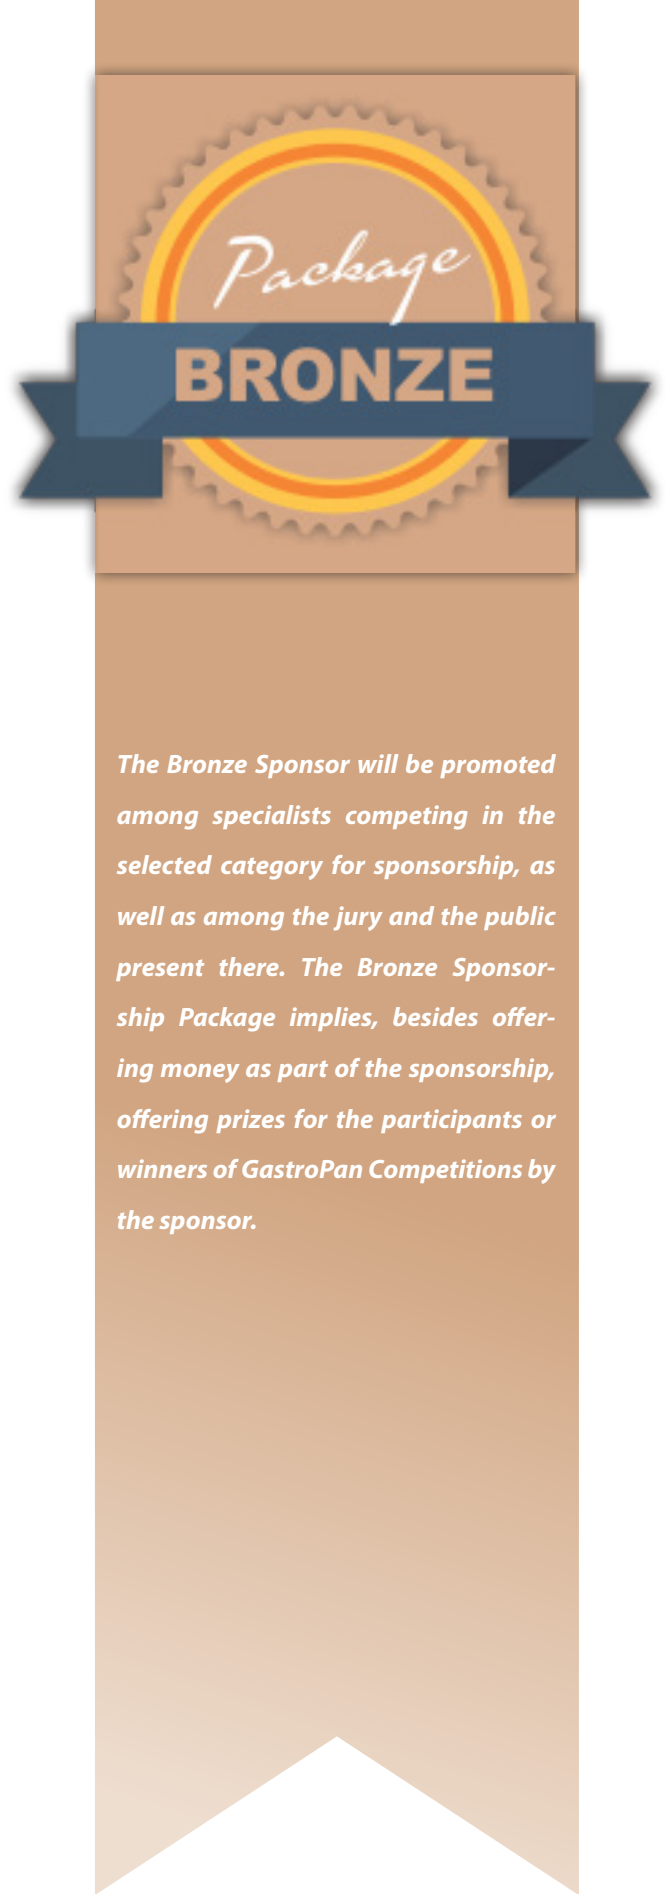 Package
BRONZE
The Bronze Sponsor will be promoted
among specialists competing in the
selected category for sponsorship, as
well as among the jury and the public
present there. The Bronze Sponsor-
ship Package implies, besides offer-
ing money as part of the sponsorship,
offering prizes for the participants or
winners of GastroPan Competitions by
the sponsor.